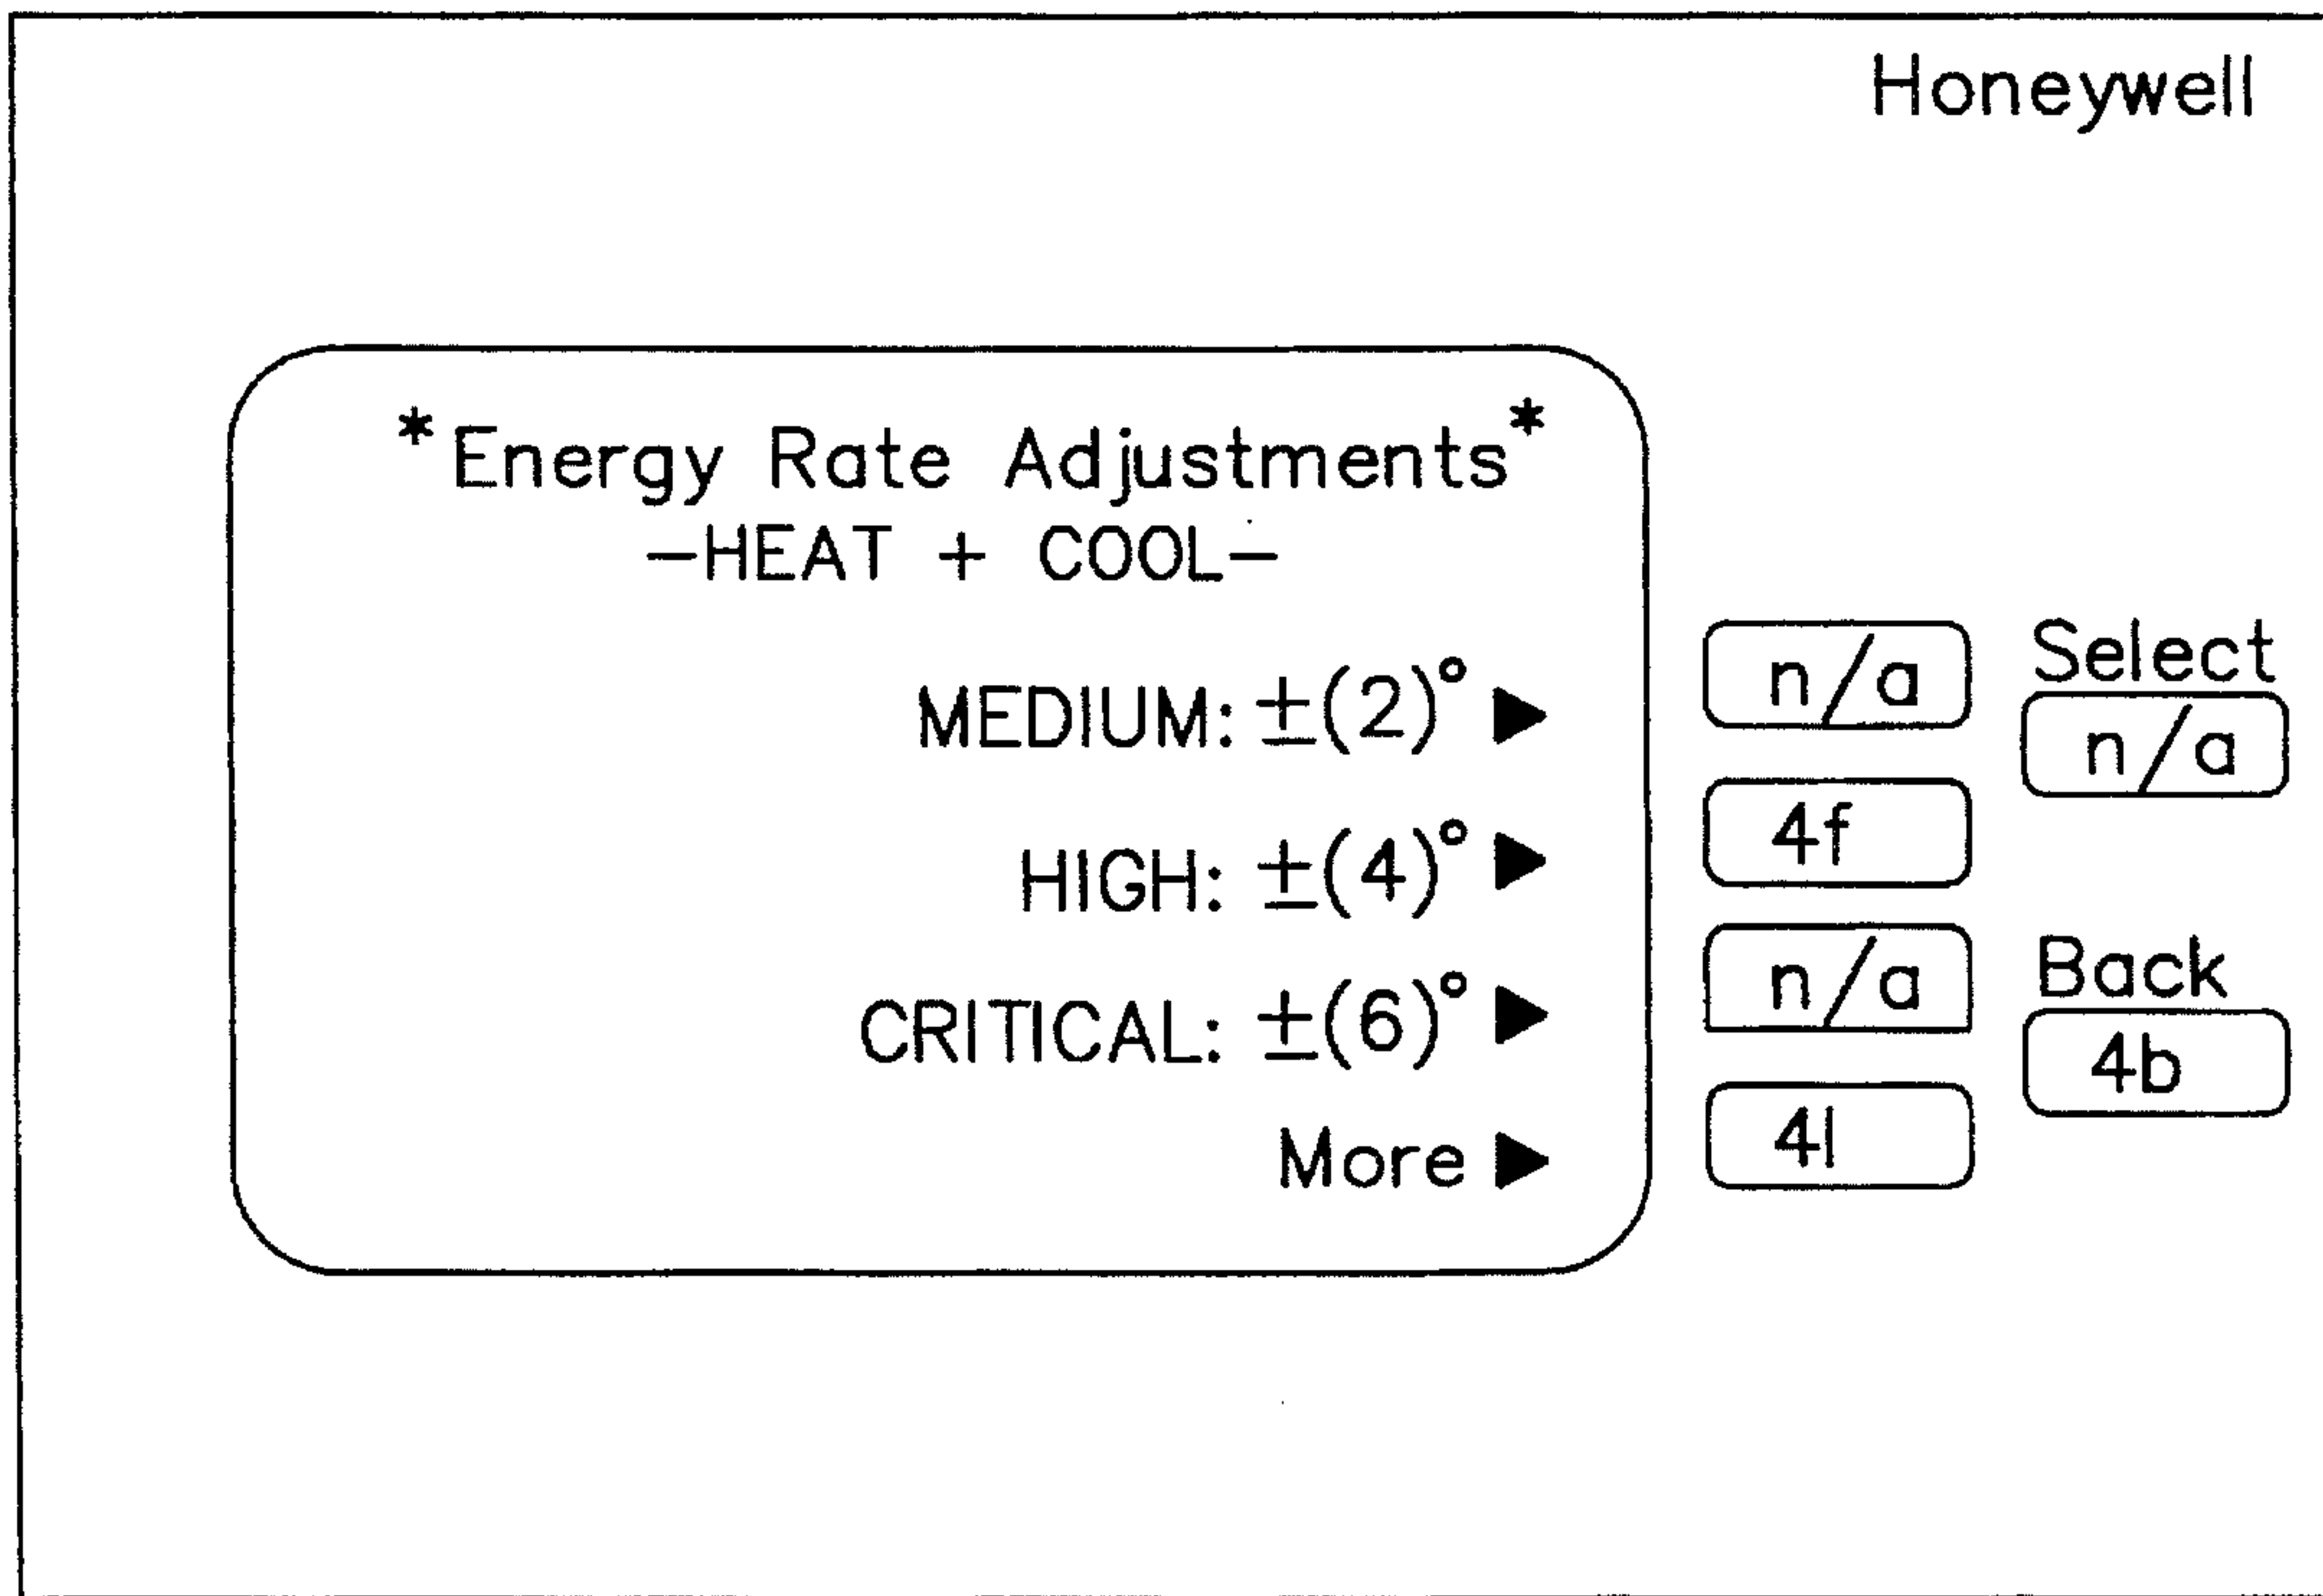 Honeywell
*Energy Rate Adjustments*
-HEAT + COOL-
MEDIUM: ±(2)° ▶
n/a
Select
n/a
HIGH: ±(4)° ▶
4f
CRITICAL: ±(6)° ▶
n/a
Back
4b
More ▶
4l